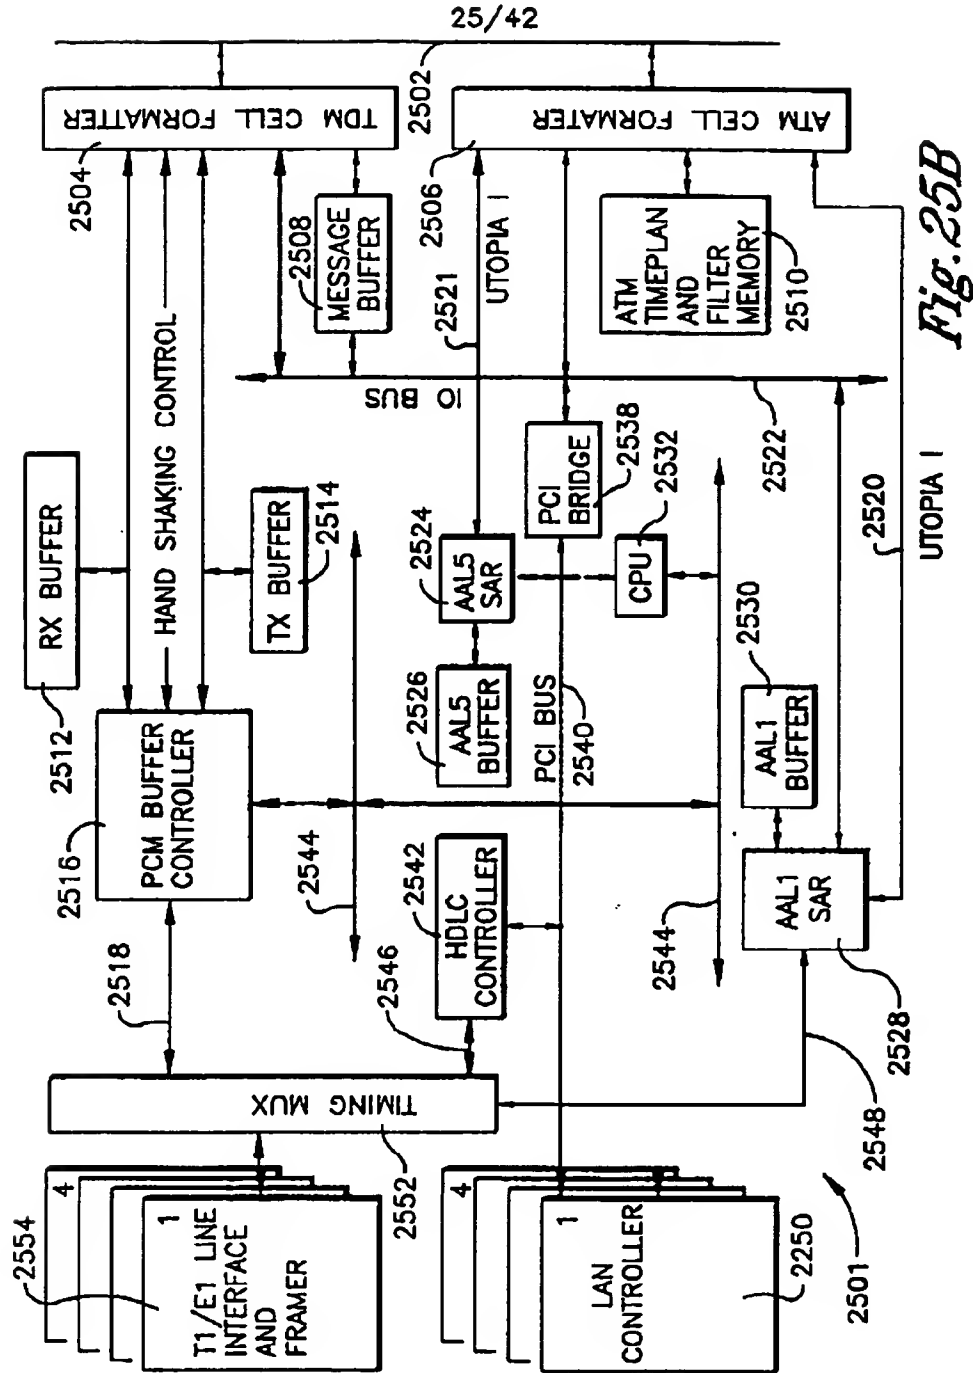 25/42
2502
TDM CELL FORMATTER
2504
ATM CELL FORMATER
2506
HAND SHAKING CONTROL
MESSAGE
BUFFER
2508
2521
UTOPIA I
ATM
TIMEPLAN
AND
FILTER
MEMORY
2510
IO BUS
2522
RX BUFFER
2512
TX BUFFER
2514
PCM BUFFER
CONTROLLER
2516
AAL5
SAR
2524
AAL5
BUFFER
2526
PCI
BRIDGE
2538
CPU
2532
PCI BUS
2540
AAL1
BUFFER
2530
2520
UTOPIA I
2518
2544
HDLC
CONTROLLER
2542
2546
2544
AAL1
SAR
2528
2548
TIMING MUX
2552
4
1
T1/E1 LINE
INTERFACE
AND
FRAMER
2554
4
1
LAN
CONTROLLER
2250
2501
Fig. 25B